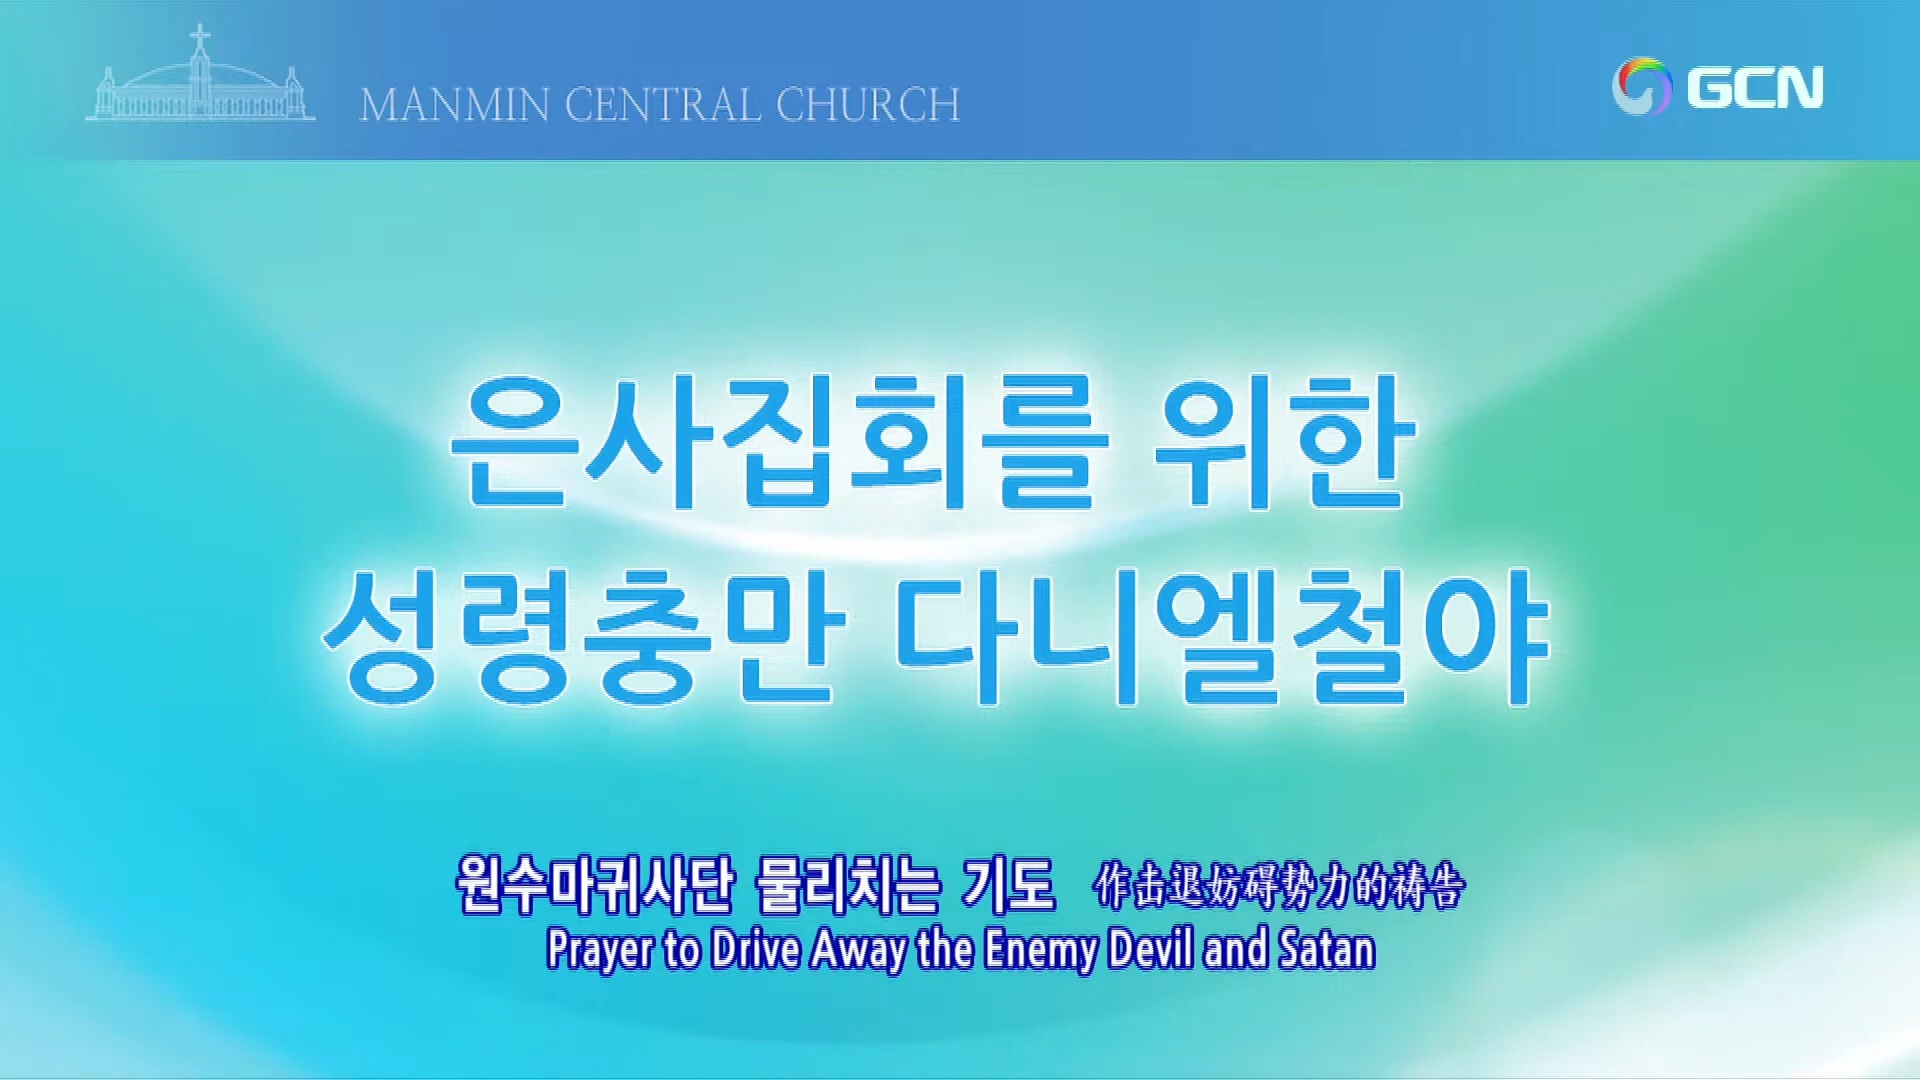 MANMIN CENTRAL CHURCH
GCN
은사집회를 위한
성령충만 다니엘철야
원수마귀사단 물리치는 기도 作击退妨碍势力的祷告
Prayer to Drive Away the Enemy Devil and Satan